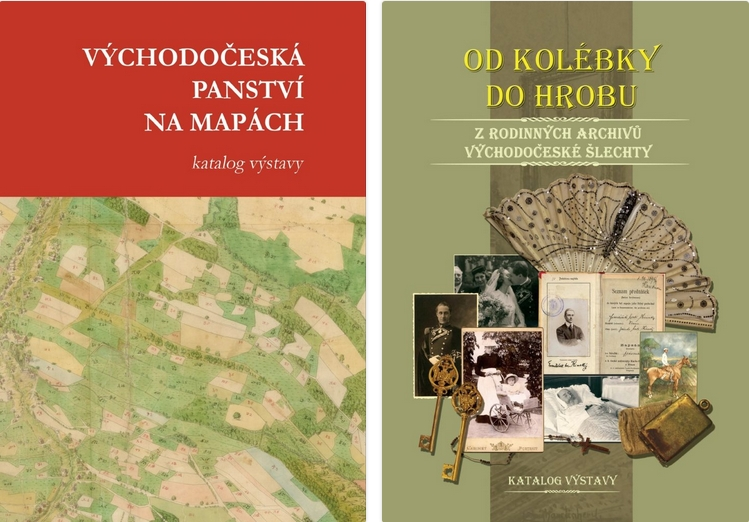 VÝCHODOČESKÁ
PANSTVÍ
NA MAPÁCH
katalog výstavy
OD KOLÉBKY
DO HROBU
Z RODINNÝCH ARCHIVŮ
VÝCHODOČESKÉ ŠLECHTY
KATALOG VÝSTAVY